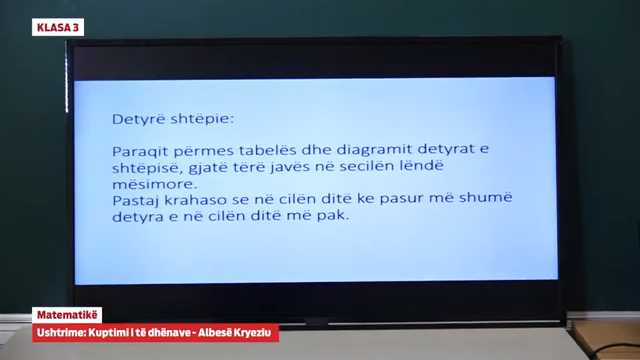 KLASA 3
Detyrë shtëpie:
Paraqit përmes tabelës dhe diagramit detyrat e
shtëpisë, gjatë tërë javës në secilën lëndë
mësimore.
Pastaj krahaso se në cilën ditë ke pasur më shumë
detyra e në cilën ditë më pak.
Matematikë
Ushtrime: Kuptimi i të dhënave - Albesë Kryeziu